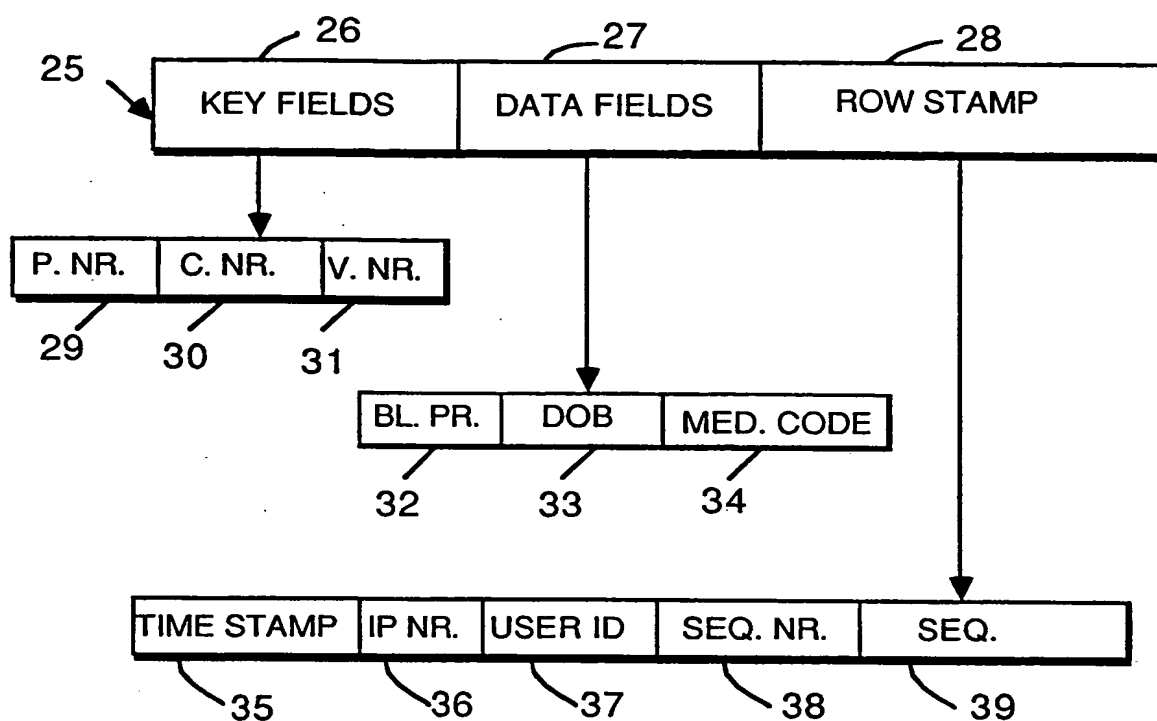 26 27 28
25
KEY FIELDS DATA FIELDS ROW STAMP
P. NR. C. NR. V. NR.
29 30 31
BL. PR. DOB MED. CODE
32 33 34
TIME STAMP IP NR. USER ID SEQ. NR. SEQ.
35 36 37 38 39